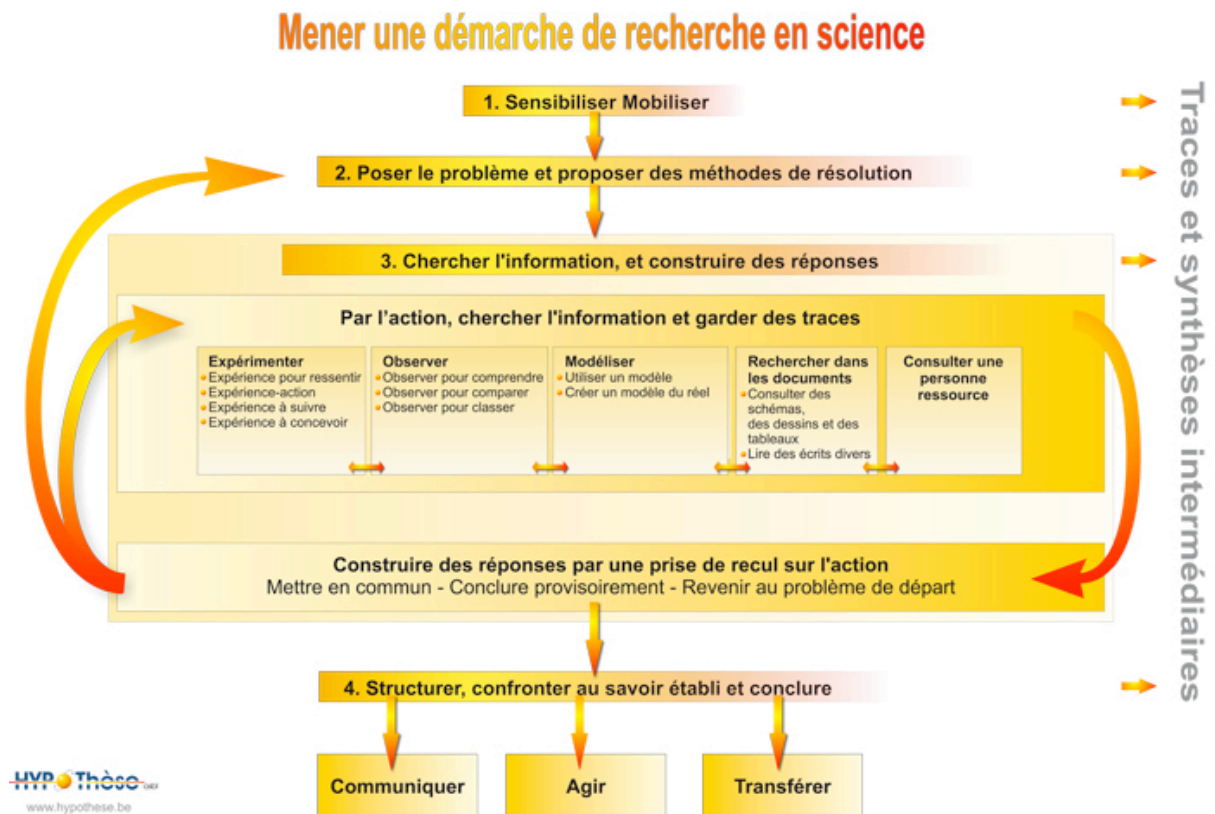 Mener une démarche de recherche en science
1. Sensibiliser Mobiliser
2. Poser le problème et proposer des méthodes de résolution
3. Chercher l'information, et construire des réponses
Par l'action, chercher l'information et garder des traces
Expérimenter
Expérience pour ressentir
Expérience-action
Expérience à suivre
Expérience à concevoir
Observer
Observer pour comprendre
Observer pour comparer
Observer pour classer
Modéliser
Utiliser un modèle
Créer un modèle du réel
Rechercher dans
les documents
Consulter des
schémas,
des dessins et des
tableaux
Lire des écrits divers
Consulter une
personne
ressource
Construire des réponses par une prise de recul sur l'action
Mettre en commun - Conclure provisoirement - Revenir au problème de départ
4. Structurer, confronter au savoir établi et conclure
Communiquer
Agir
Transférer
Traces et synthèses intermédiaires
HYPOThèse
www.hypothese.be